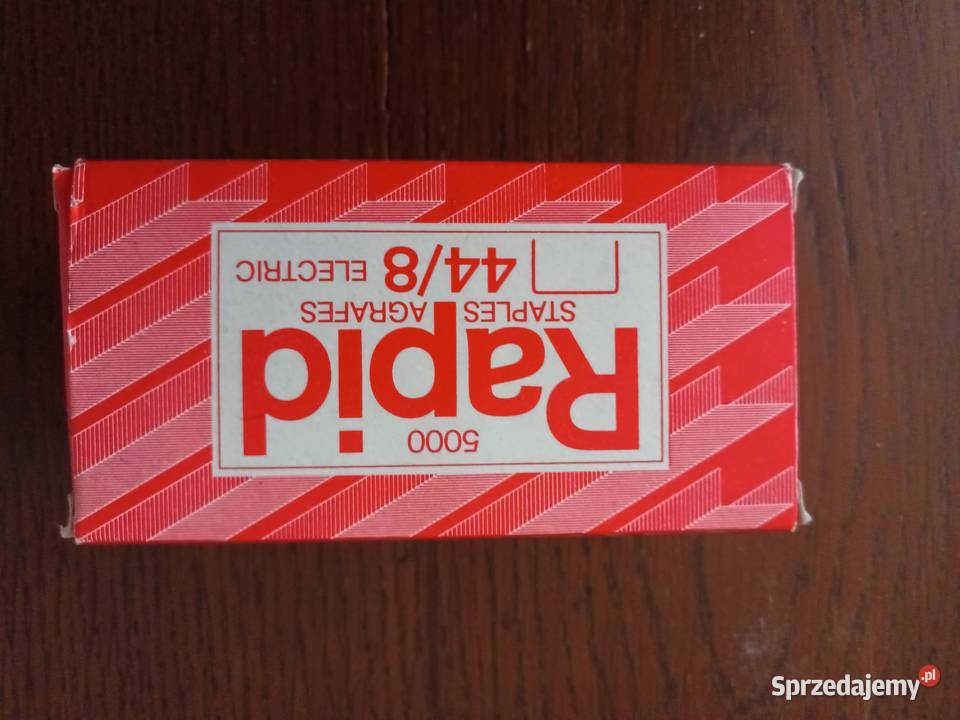 5000
Rapid
STAPLES AGRAFES
44/8 ELECTRIC
Sprzedajemy.pl